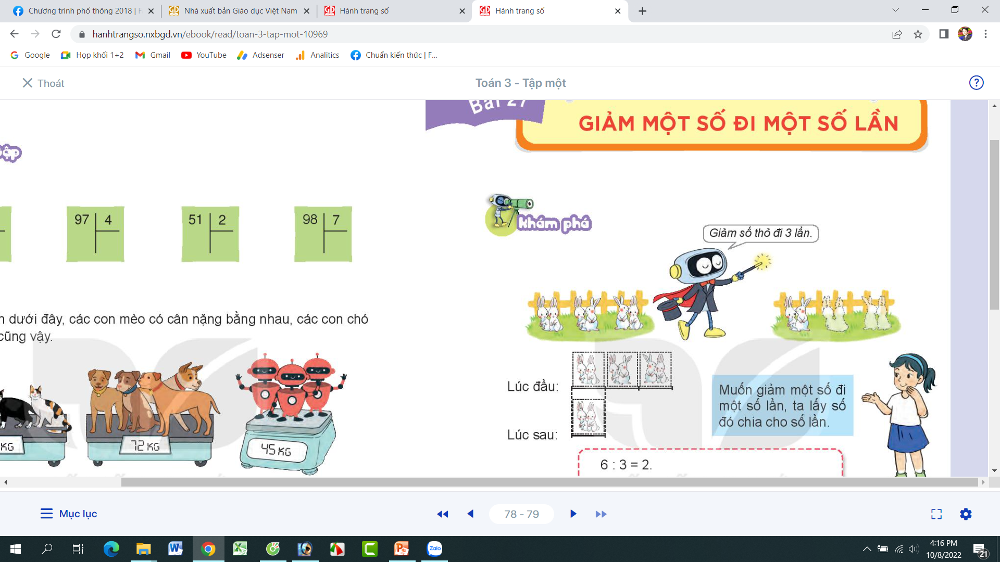 Chương trình phổ thông 2018 | F
Nhà xuất bản Giáo dục Việt Nam
Hành trang số
Hành trang số
hanhtrangso.nxbgd.vn/ebook/read/toan-3-tap-mot-10969
Google
Họp khối 1+2
Gmail
YouTube
Adsenser
Analitics
Chuẩn kiến thức | F...
Thoát
Toán 3 - Tập một
?
Bài 27
GIẢM MỘT SỐ ĐI MỘT SỐ LẦN
tập
97 4
51 2
98 7
khám phá
Giảm số thỏ đi 3 lần.
dưới đây, các con mèo có cân nặng bằng nhau, các con chó
cũng vậy.
KG
72 KG
45 KG
Lúc đầu:
Lúc sau:
Muốn giảm một số đi
một số lần, ta lấy số
đó chia cho số lần.
6 : 3 = 2.
Mục lục
78 - 79
Zalo
4:16 PM
10/8/2022
21